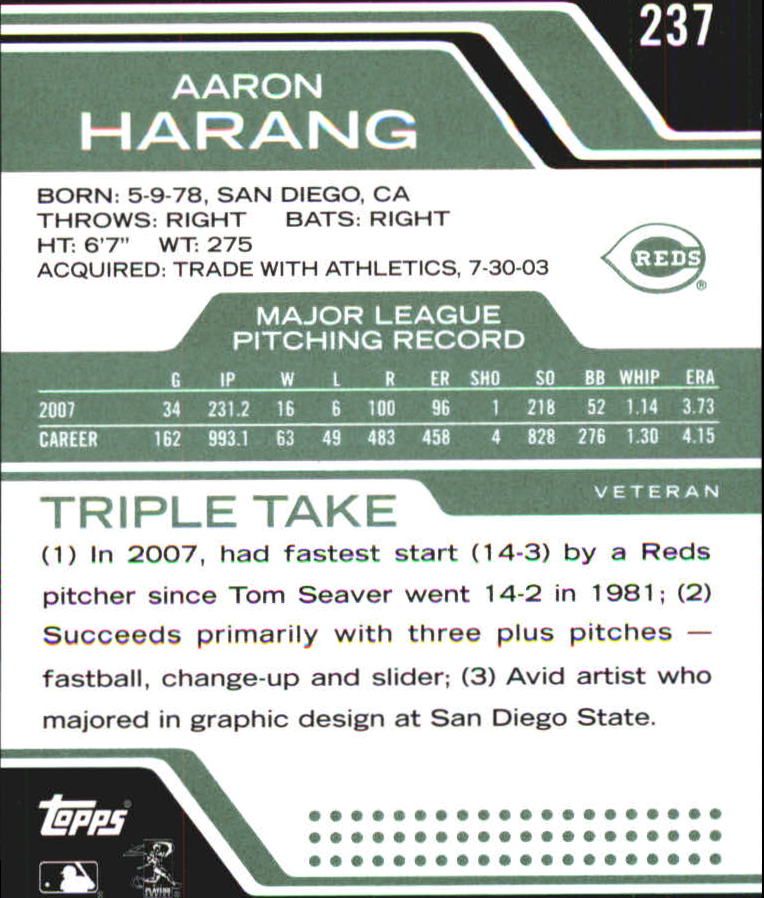 237
AARON
HARANG
BORN: 5-9-78, SAN DIEGO, CA
THROWS: RIGHT BATS: RIGHT
HT: 6'7" WT: 275
ACQUIRED: TRADE WITH ATHLETICS, 7-30-03
REDS
®
MAJOR LEAGUE
PITCHING RECORD
G IP W L R ER SHO SO BB WHIP ERA
2007 34 231.2 16 6 100 96 1 218 52 1.14 3.73
CAREER 162 993.1 63 49 483 458 4 828 276 1.30 4.15
VETERAN
TRIPLE TAKE
(1) In 2007, had fastest start (14-3) by a Reds
pitcher since Tom Seaver went 14-2 in 1981; (2)
Succeeds primarily with three plus pitches —
fastball, change-up and slider; (3) Avid artist who
majored in graphic design at San Diego State.
Topps